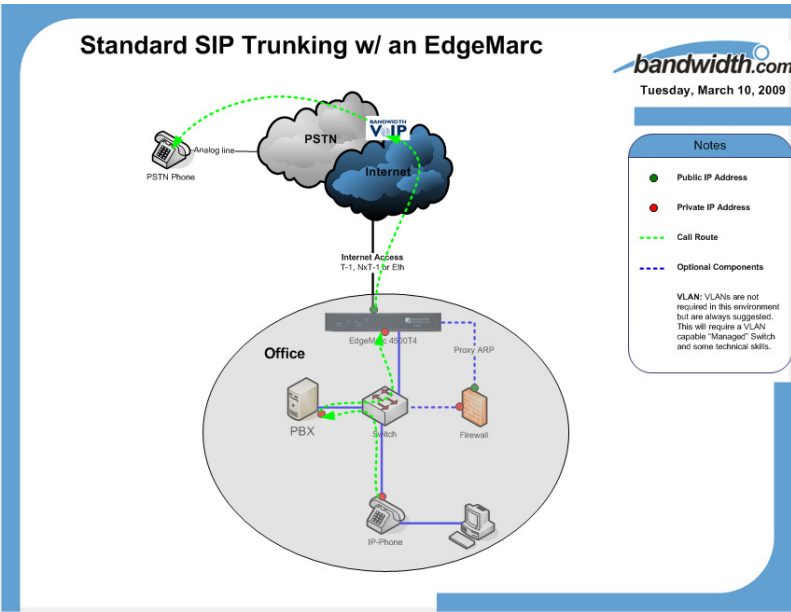 Standard SIP Trunking w/ an EdgeMarc
bandwidth.com
Tuesday, March 10, 2009
Notes
Public IP Address
Private IP Address
Call Route
Optional Components
VLAN: VLANs are not
required in this environment
but are always suggested.
This will require a VLAN
capable "Managed" Switch
and some technical skills.
BANDWIDTH
VoIP
PSTN
Analog line
PSTN Phone
Internet
Internet Access
T-1, NxT-1 or Eth
EdgeMarc 4500T4
Office
Proxy ARP
PBX
Switch
Firewall
IP-Phone